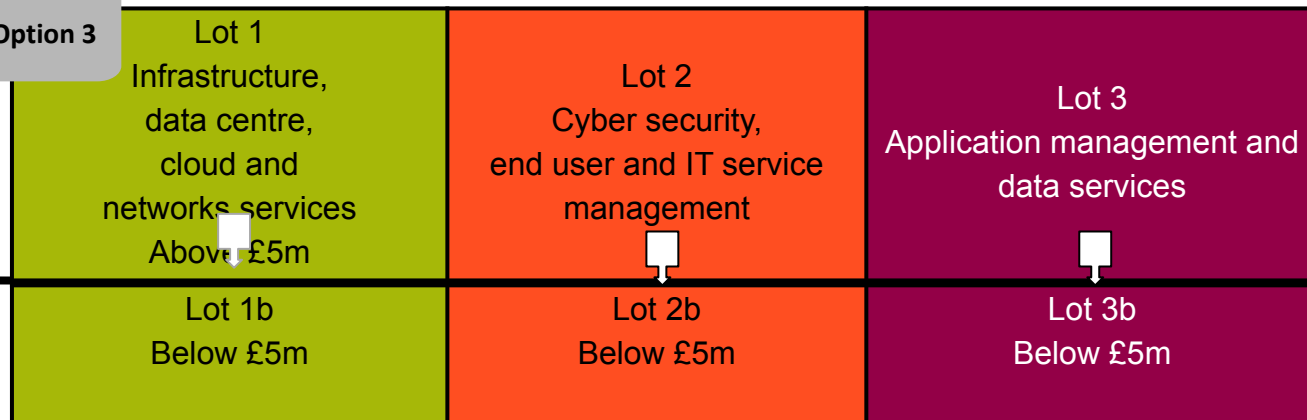 Option 3
Lot 1
Infrastructure,
data centre,
cloud and
networks services
Above £5m
Lot 2
Cyber security,
end user and IT service
management
Lot 3
Application management and
data services
Lot 1b
Below £5m
Lot 2b
Below £5m
Lot 3b
Below £5m